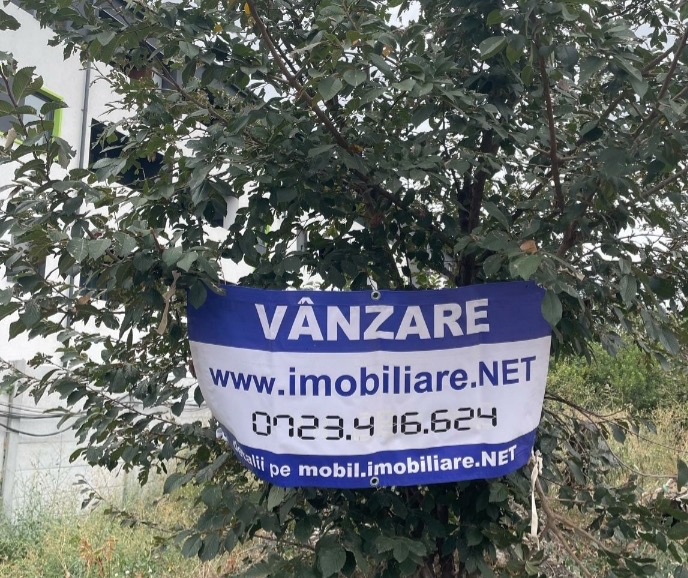 VÂNZARE
www.imobiliare.NET
0723.416.624
pe mobil.imobiliare.NET